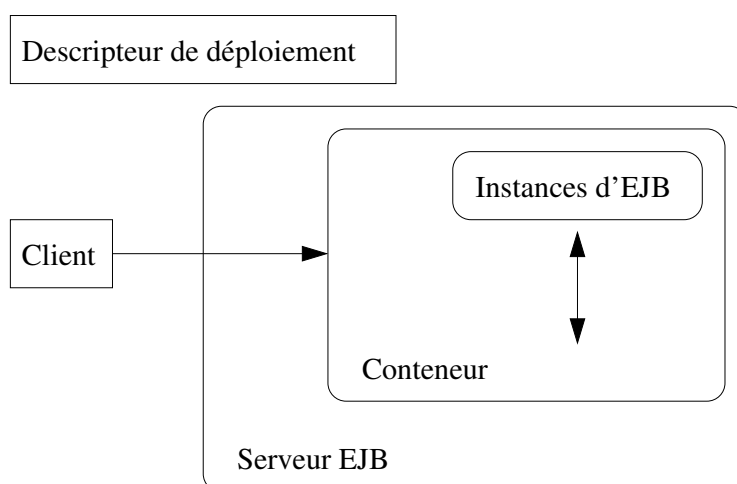 Descripteur de déploiement
Instances d'EJB
Client
Conteneur
Serveur EJB